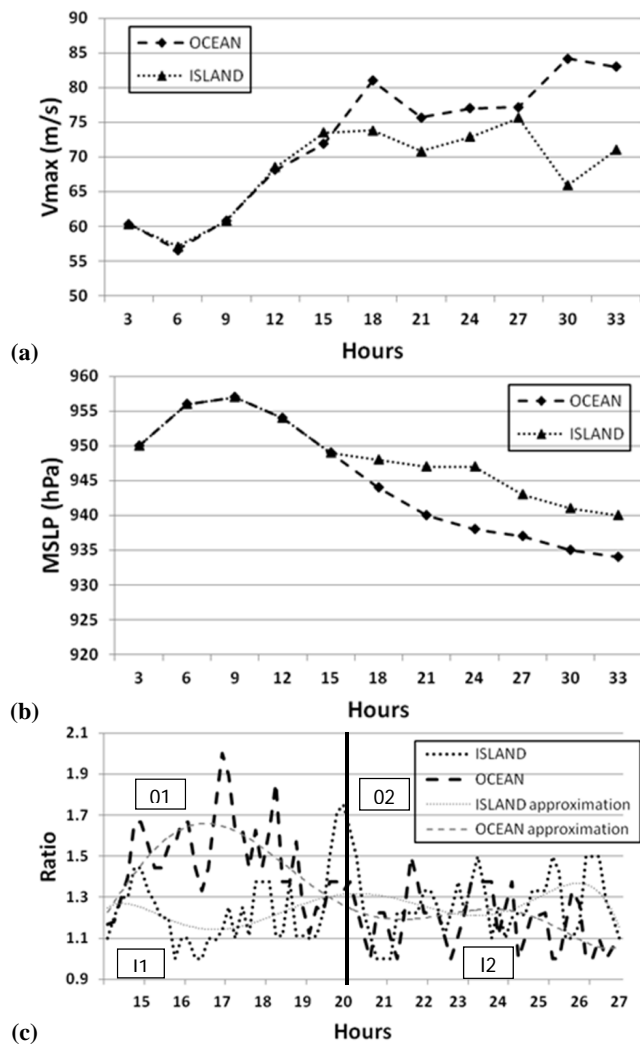 90
85
80
75
70
65
60
55
50
Vmax (m/s)
OCEAN
ISLAND
3 6 9 12 15 18 21 24 27 30 33
Hours
(a)
960
955
950
945
940
935
930
925
920
MSLP (hPa)
OCEAN
ISLAND
3 6 9 12 15 18 21 24 27 30 33
Hours
(b)
2.1
1.9
1.7
1.5
1.3
1.1
0.9
Ratio
01
02
I1
I2
ISLAND
OCEAN
ISLAND approximation
OCEAN approximation
15 16 17 18 19 20 21 22 23 24 25 26 27
Hours
(c)